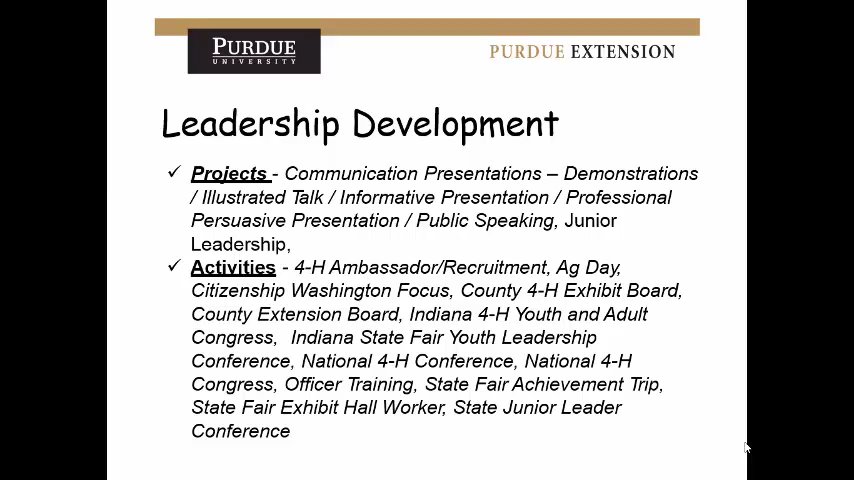 PURDUE
UNIVERSITY
PURDUE EXTENSION
Leadership Development
✓ Projects - Communication Presentations – Demonstrations
/ Illustrated Talk / Informative Presentation / Professional
Persuasive Presentation / Public Speaking, Junior
Leadership,
✓ Activities - 4-H Ambassador/Recruitment, Ag Day,
Citizenship Washington Focus, County 4-H Exhibit Board,
County Extension Board, Indiana 4-H Youth and Adult
Congress, Indiana State Fair Youth Leadership
Conference, National 4-H Conference, National 4-H
Congress, Officer Training, State Fair Achievement Trip,
State Fair Exhibit Hall Worker, State Junior Leader
Conference